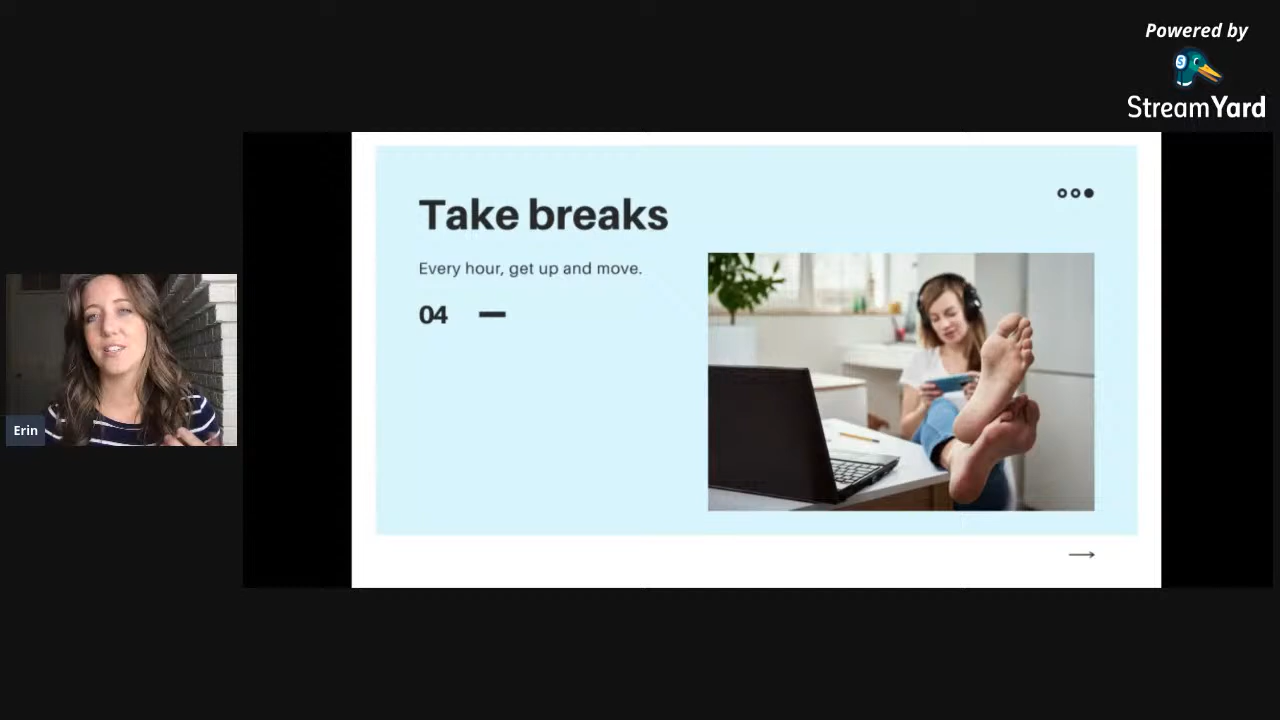 Powered by
S
StreamYard
Take breaks
Every hour, get up and move.
04
Erin